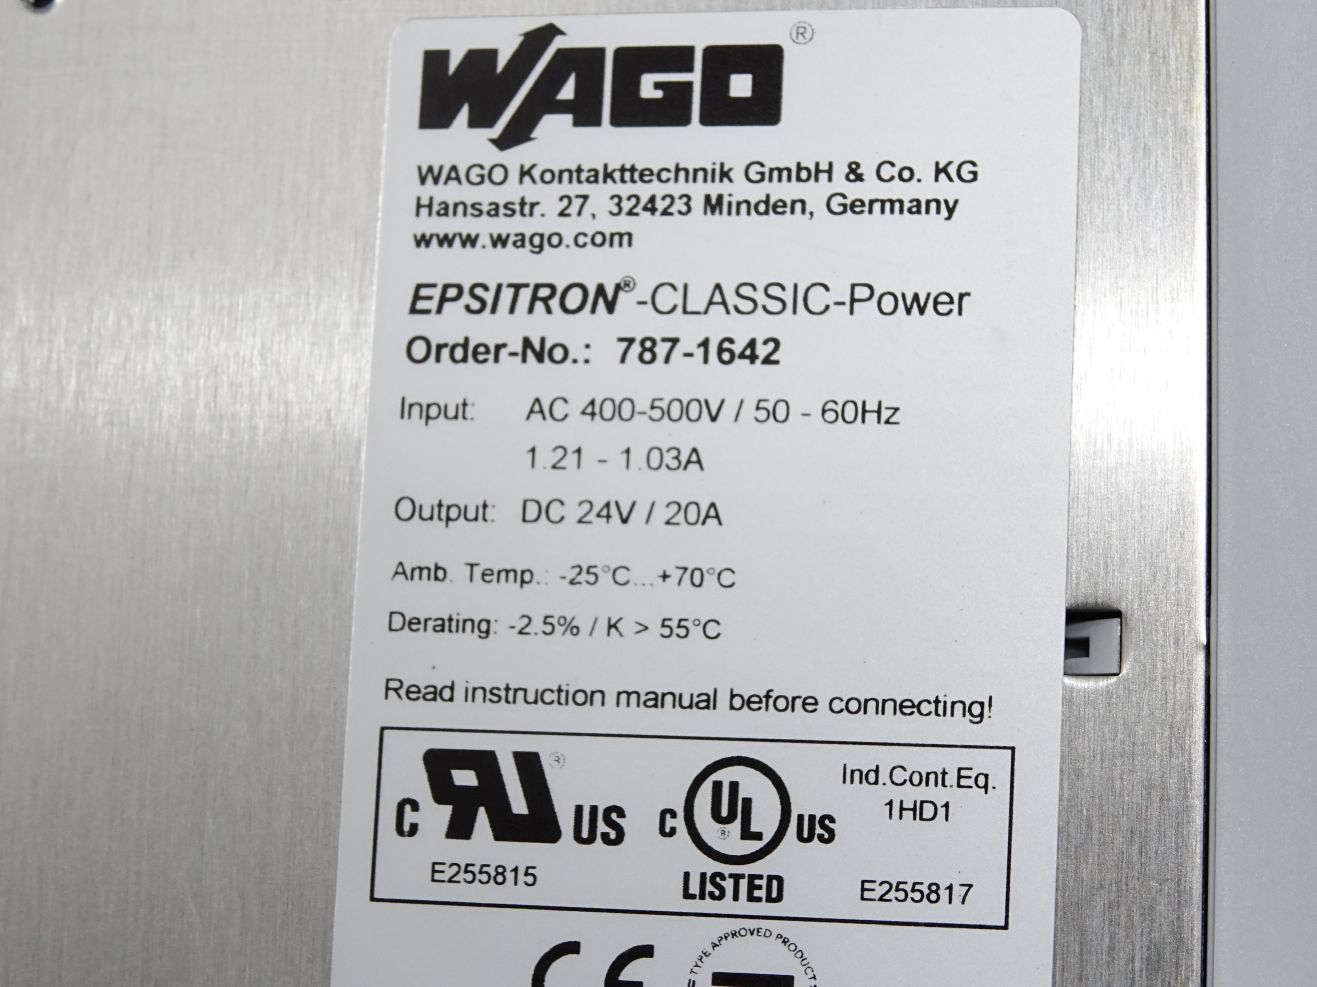 WAGO®
WAGO Kontakttechnik GmbH & Co. KG
Hansastr. 27, 32423 Minden, Germany
www.wago.com
EPSITRON®-CLASSIC-Power
Order-No.: 787-1642
Input: AC 400-500V / 50 - 60Hz
1.21 - 1.03A
Output: DC 24V / 20A
Amb. Temp.: -25°C...+70°C
Derating: -2.5% / K > 55°C
Read instruction manual before connecting!
C RU® US
E255815
C UL® US
LISTED
Ind.Cont.Eq.
1HD1
E255817
CE
TYPE APPROVED PRODUCT